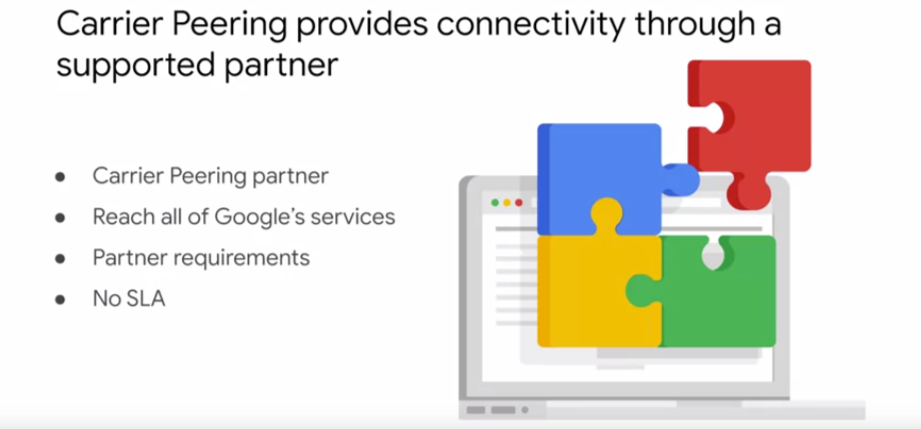 Carrier Peering provides connectivity through a
supported partner
• Carrier Peering partner
• Reach all of Google's services
• Partner requirements
• No SLA